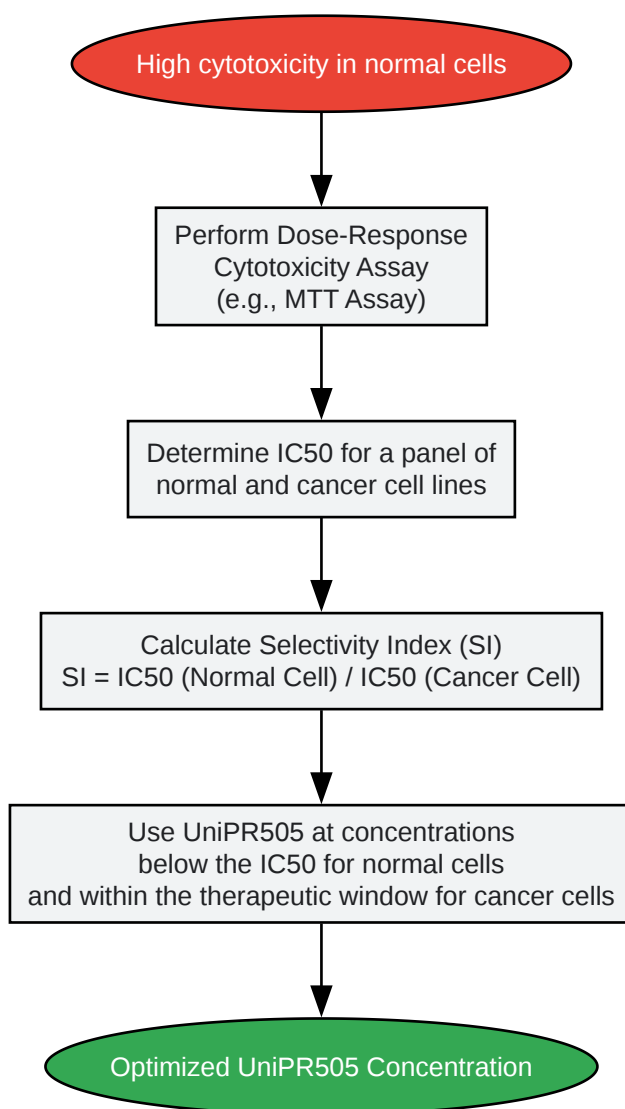 High cytotoxicity in normal cells
Perform Dose-Response
Cytotoxicity Assay
(e.g., MTT Assay)
Determine IC50 for a panel of
normal and cancer cell lines
Calculate Selectivity Index (SI)
SI = IC50 (Normal Cell) / IC50 (Cancer Cell)
Use UniPR505 at concentrations
below the IC50 for normal cells
and within the therapeutic window for cancer cells
Optimized UniPR505 Concentration